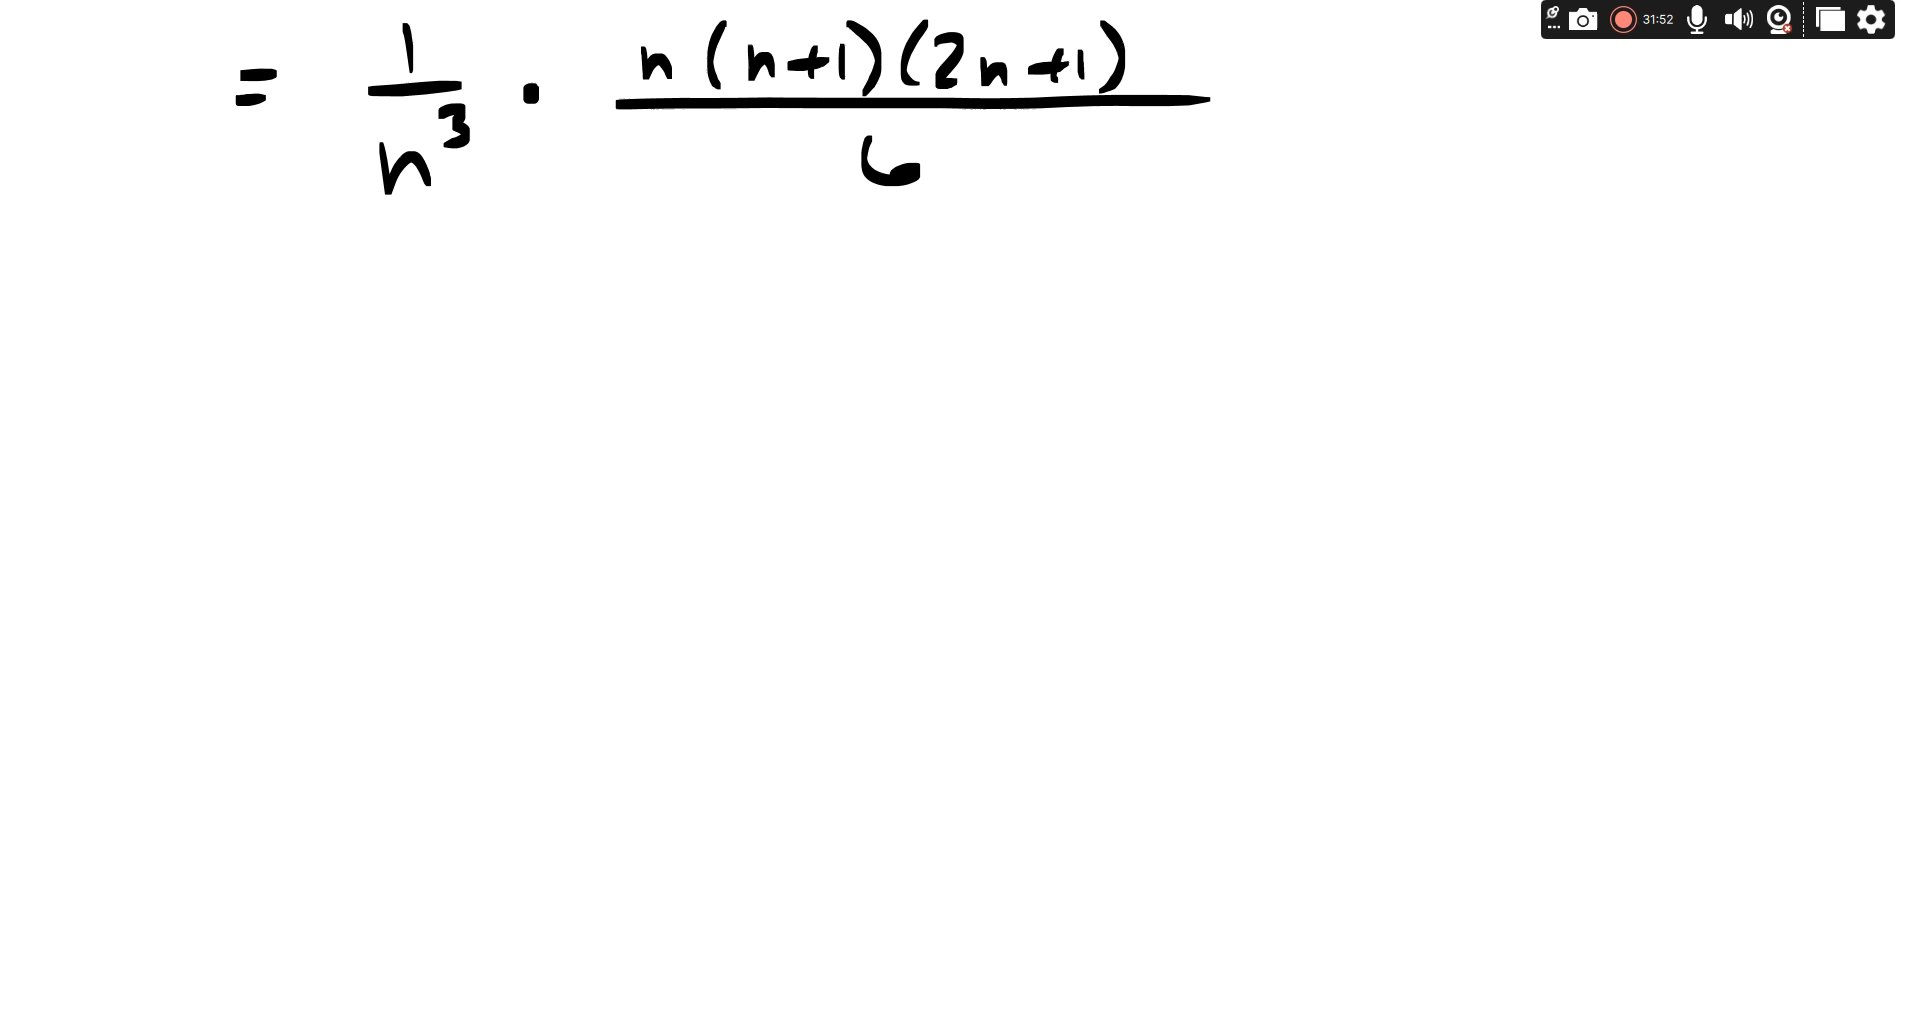 = 1/n³ · n(n+1)(2n+1)/6
31:52